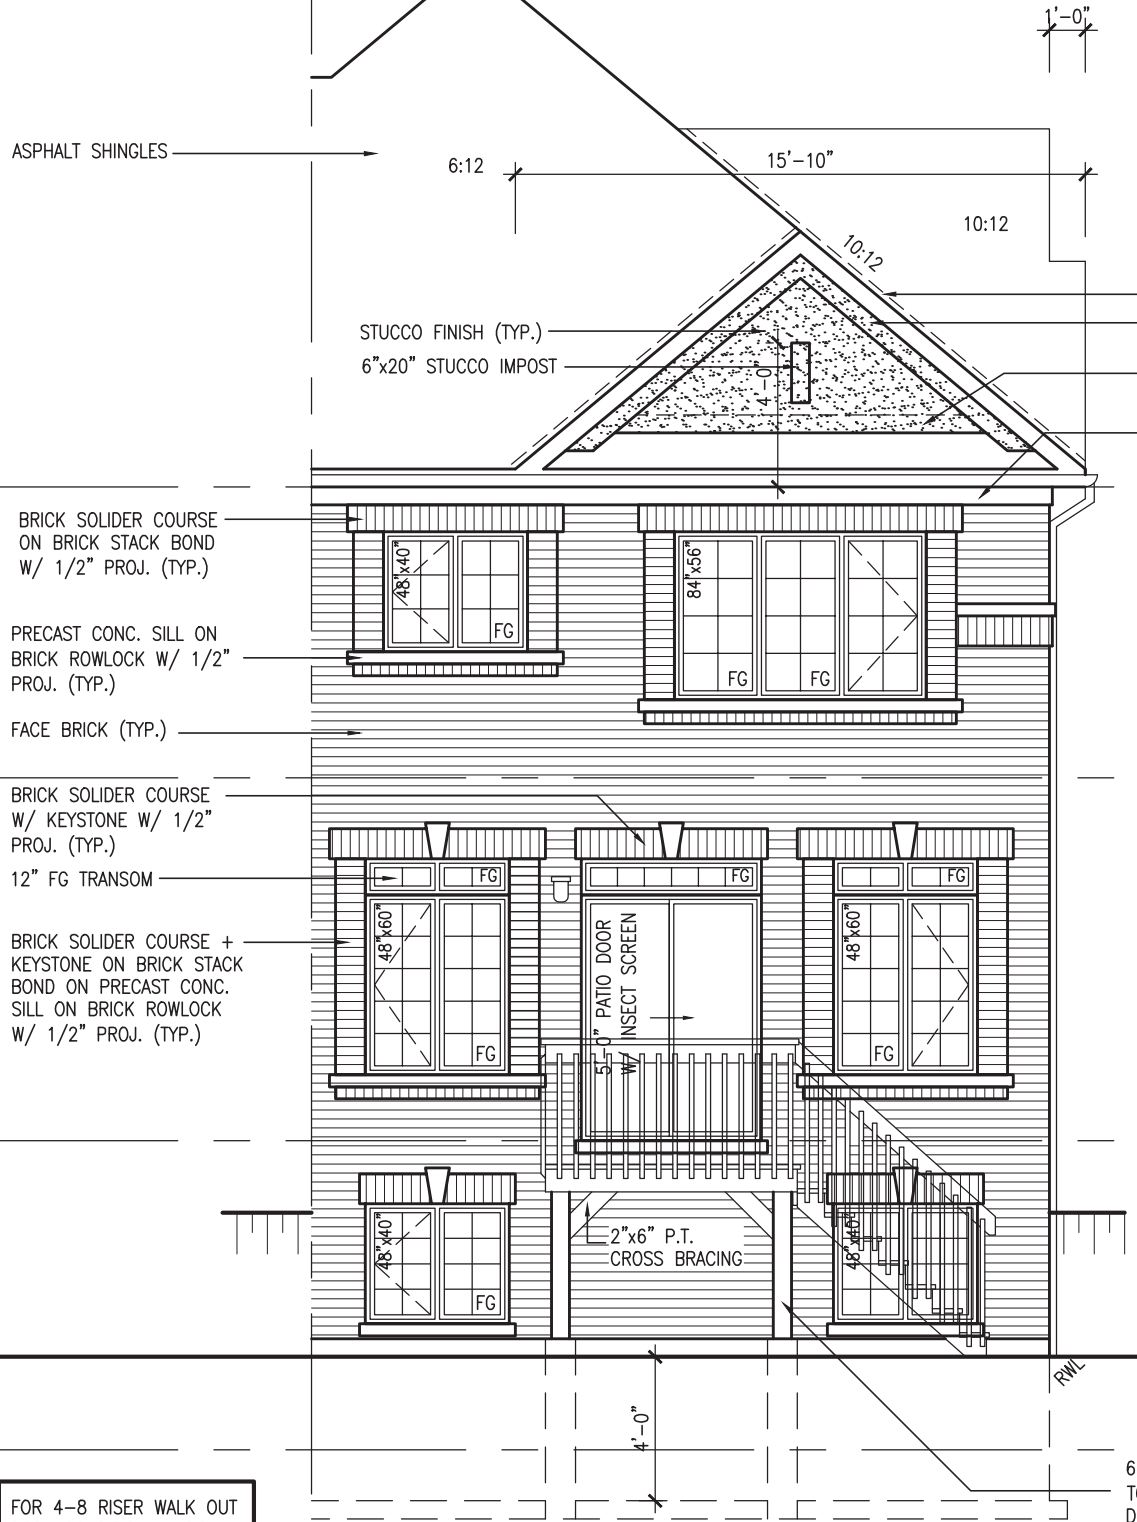 1'-0"
ASPHALT SHINGLES
6:12
15'-10"
10:12
10:12
STUCCO FINISH (TYP.)
6"x20" STUCCO IMPOST
4'-0"
BRICK SOLIDER COURSE
ON BRICK STACK BOND
W/ 1/2" PROJ. (TYP.)
48"x40"
FG
84"x56"
FG
FG
PRECAST CONC. SILL ON
BRICK ROWLOCK W/ 1/2"
PROJ. (TYP.)
FACE BRICK (TYP.)
BRICK SOLIDER COURSE
W/ KEYSTONE W/ 1/2"
PROJ. (TYP.)
12" FG TRANSOM
FG
FG
FG
BRICK SOLIDER COURSE +
KEYSTONE ON BRICK STACK
BOND ON PRECAST CONC.
SILL ON BRICK ROWLOCK
W/ 1/2" PROJ. (TYP.)
48"x60"
FG
5'-0" PATIO DOOR
W/ INSECT SCREEN
48"x60"
FG
48"x40"
FG
2"x6" P.T.
CROSS BRACING
48"x40"
RWL
4'-0"
6
D
FOR 4-8 RISER WALK OUT